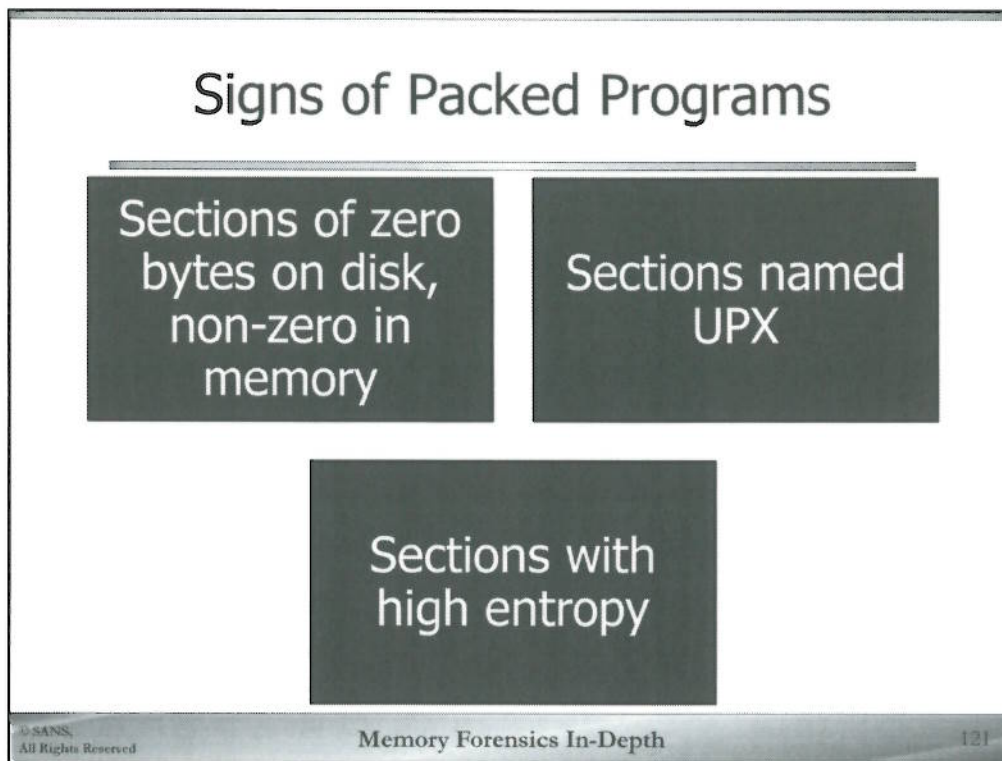 Signs of Packed Programs
Sections of zero
bytes on disk,
non-zero in
memory
Sections named
UPX
Sections with
high entropy
© SANS,
All Rights Reserved
Memory Forensics In-Depth
121